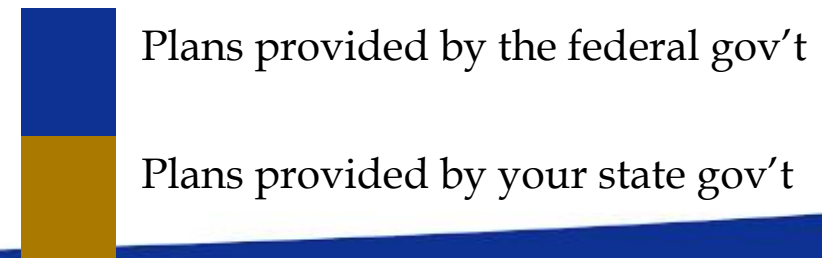 Plans provided by the federal gov’t
Plans provided by your state gov’t